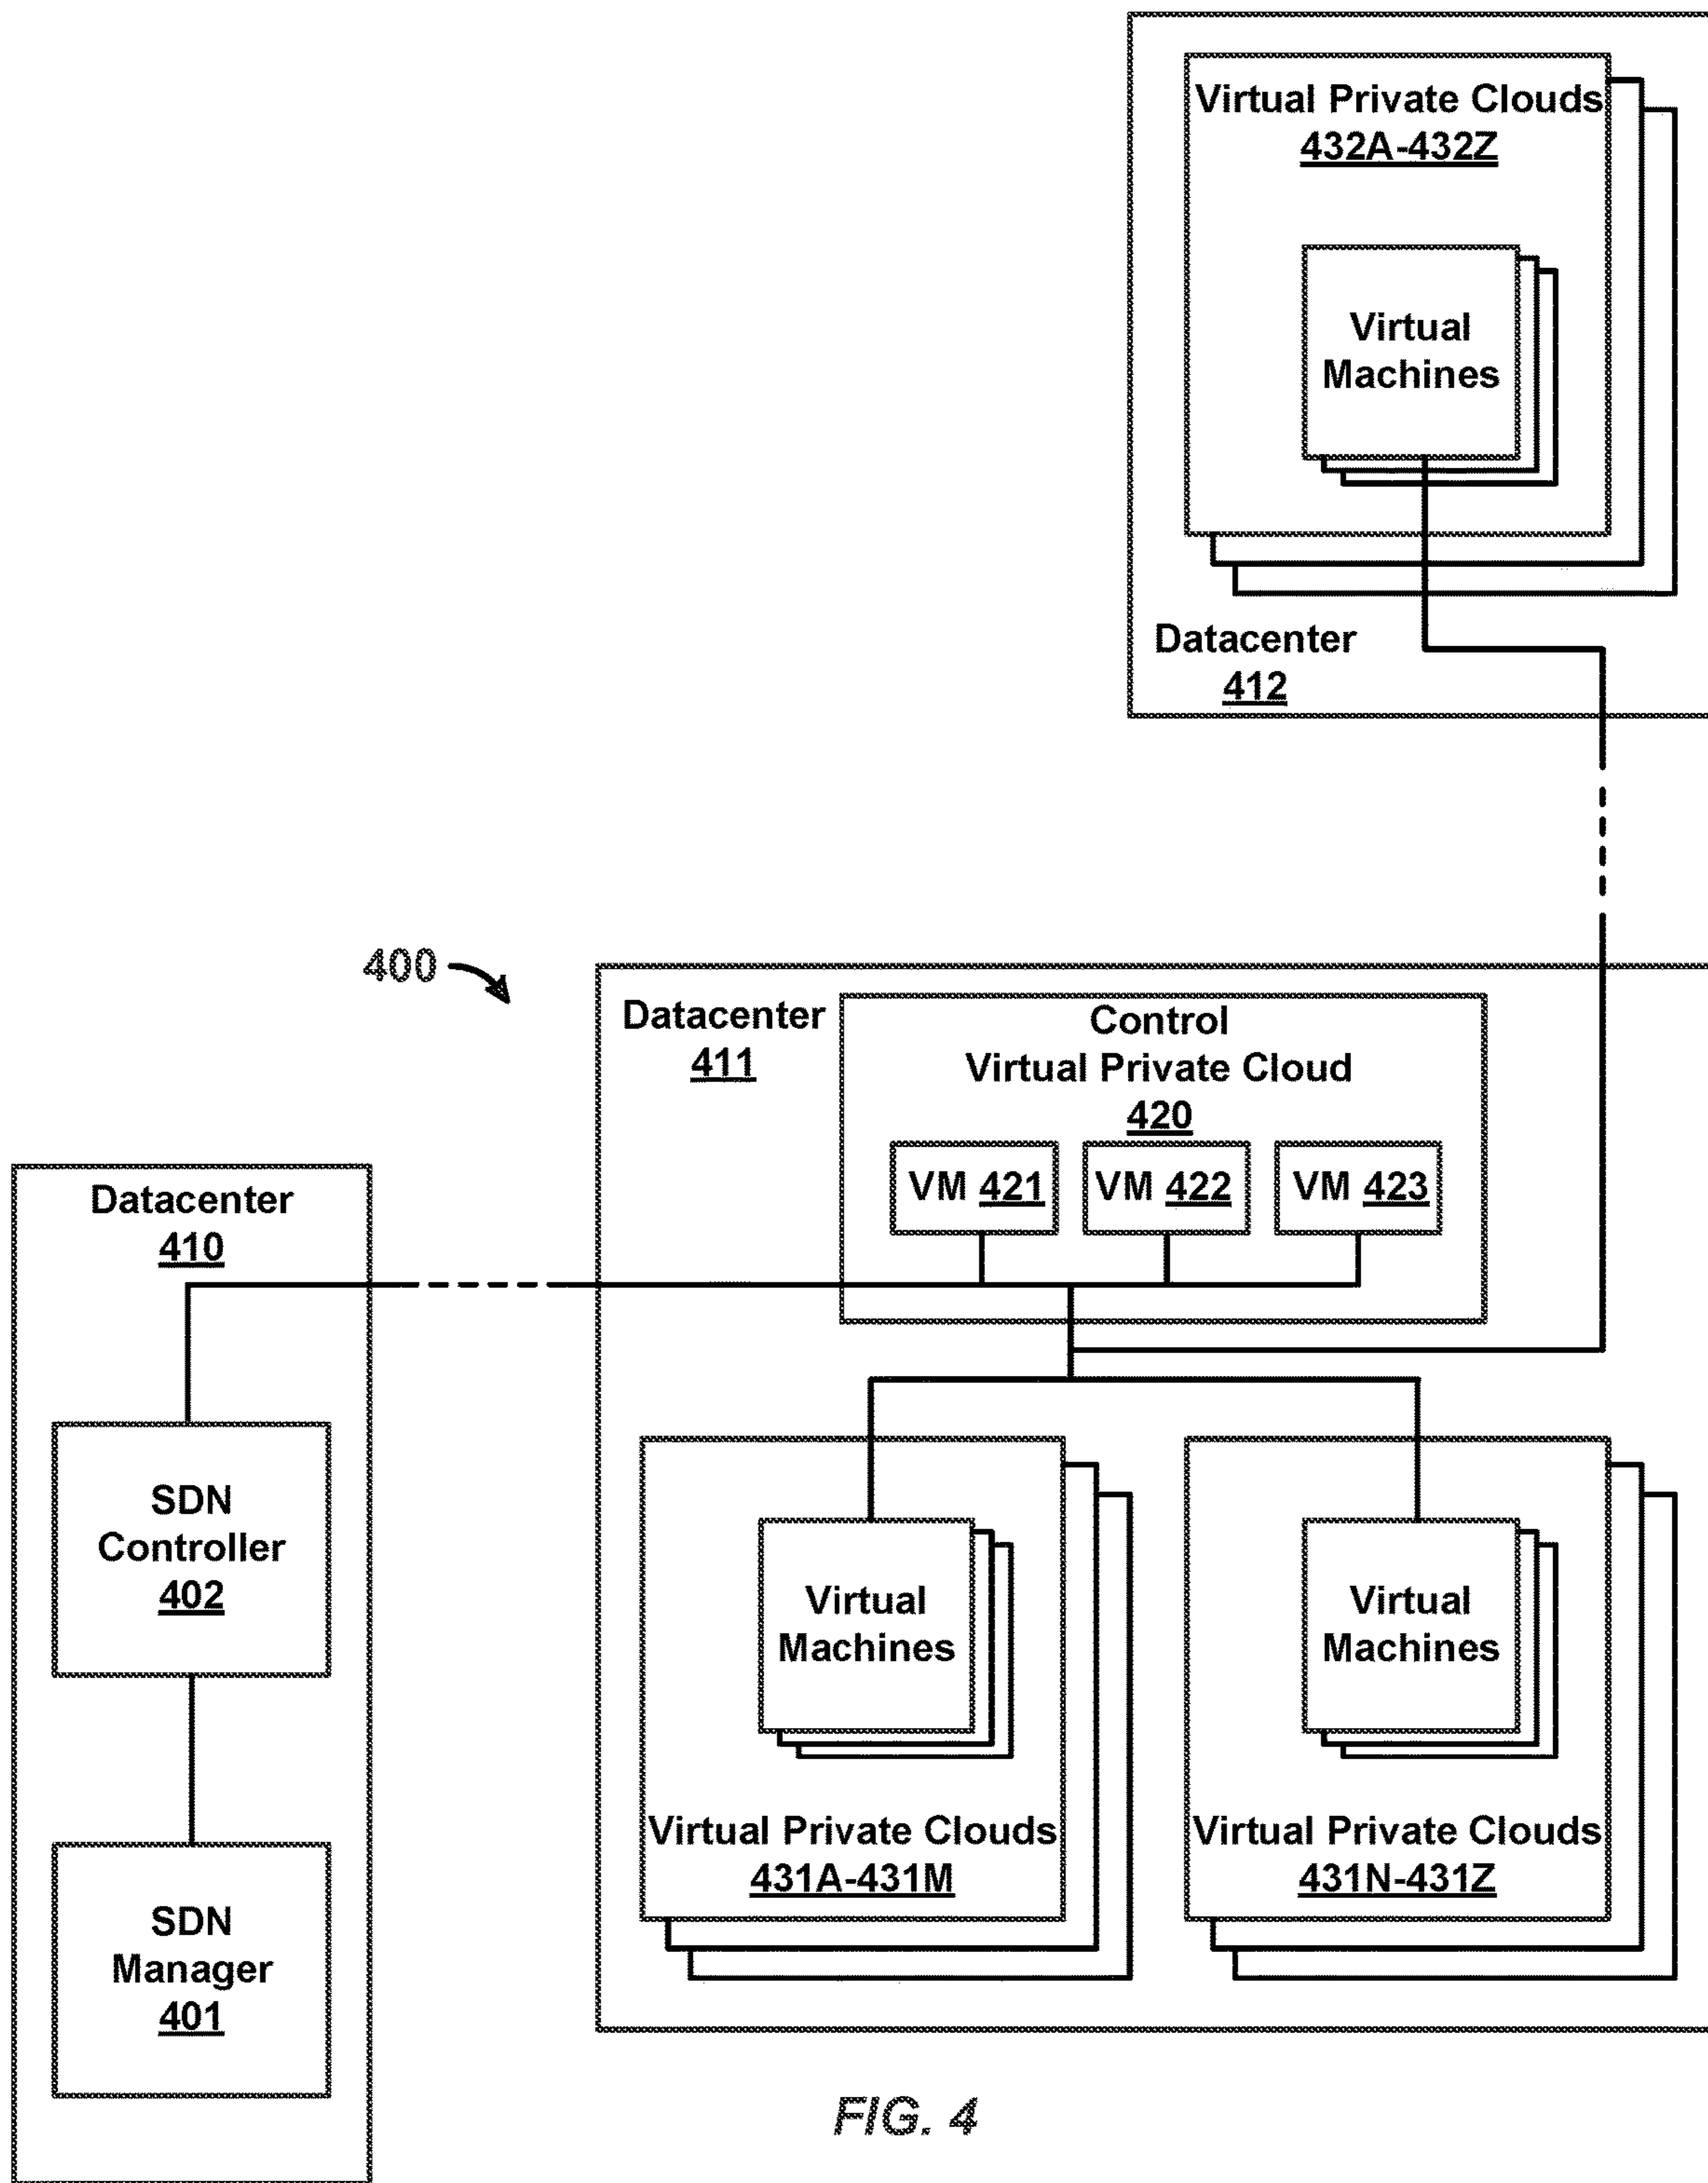 Virtual Private Clouds
432A-432Z
Virtual
Machines
Datacenter
412
400
Datacenter
411
Control
Virtual Private Cloud
420
VM 421
VM 422
VM 423
Datacenter
410
SDN
Controller
402
SDN
Manager
401
Virtual
Machines
Virtual Private Clouds
431A-431M
Virtual
Machines
Virtual Private Clouds
431N-431Z
FIG. 4